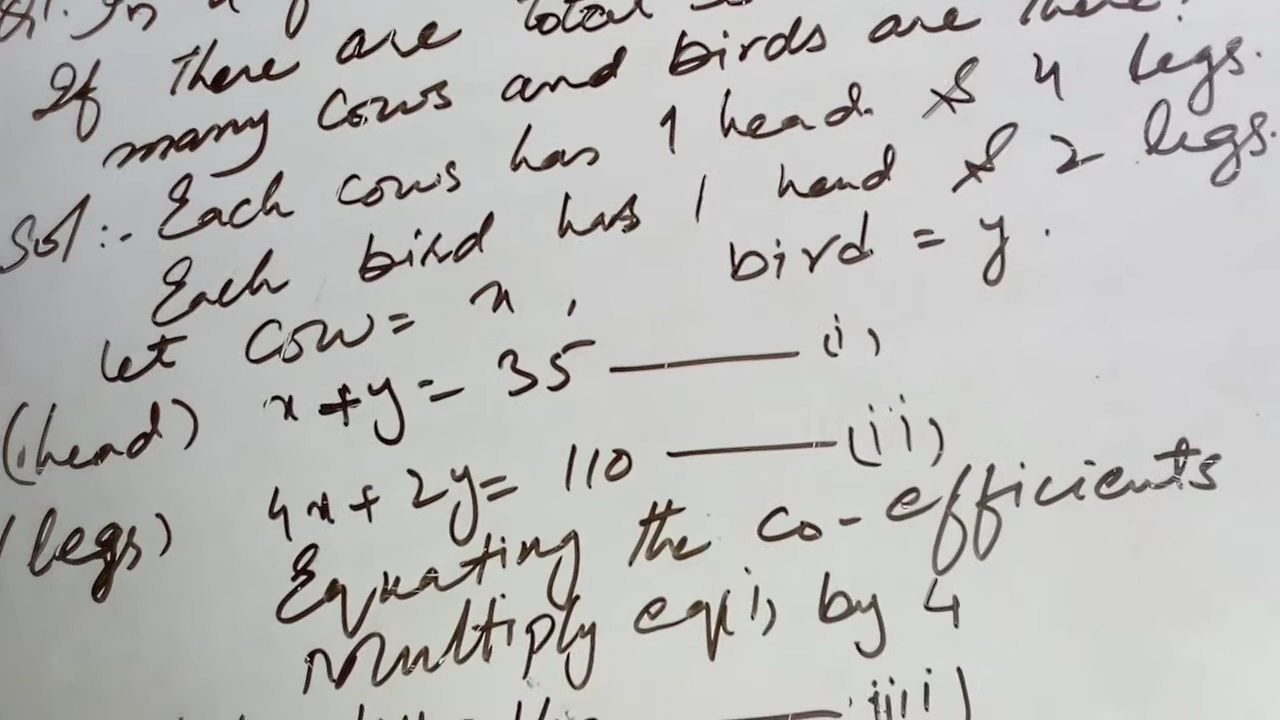 Q1. In a
If there are total
many cows and birds are there?
Sol:- Each cows has 1 head & 4 legs.
Each bird has 1 head & 2 legs.
let cow = x , bird = y .
(head) x + y = 35 (i)
(legs) 4x + 2y = 110 (ii)
Equating the co-efficients
Multiply eq(i) by 4
(iii)